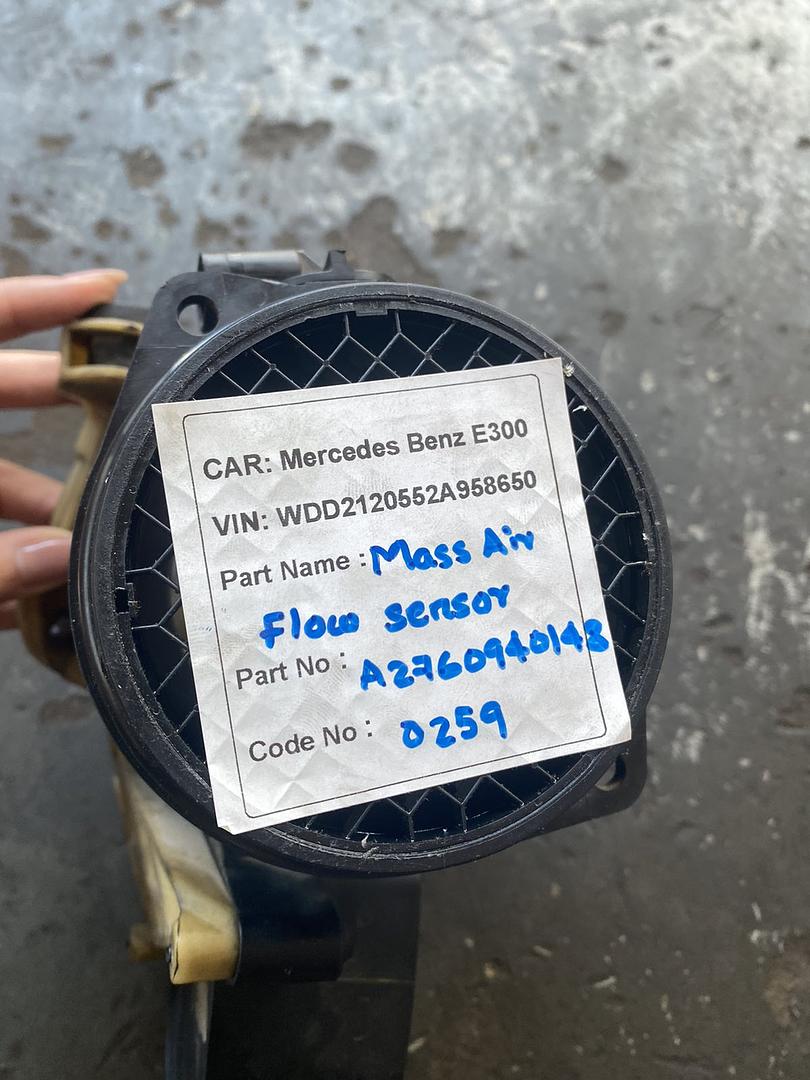 CAR: Mercedes Benz E300
VIN: WDD2120552A958650
Part Name : Mass Air
Flow sensor
Part No : A2760940148
Code No : 0259